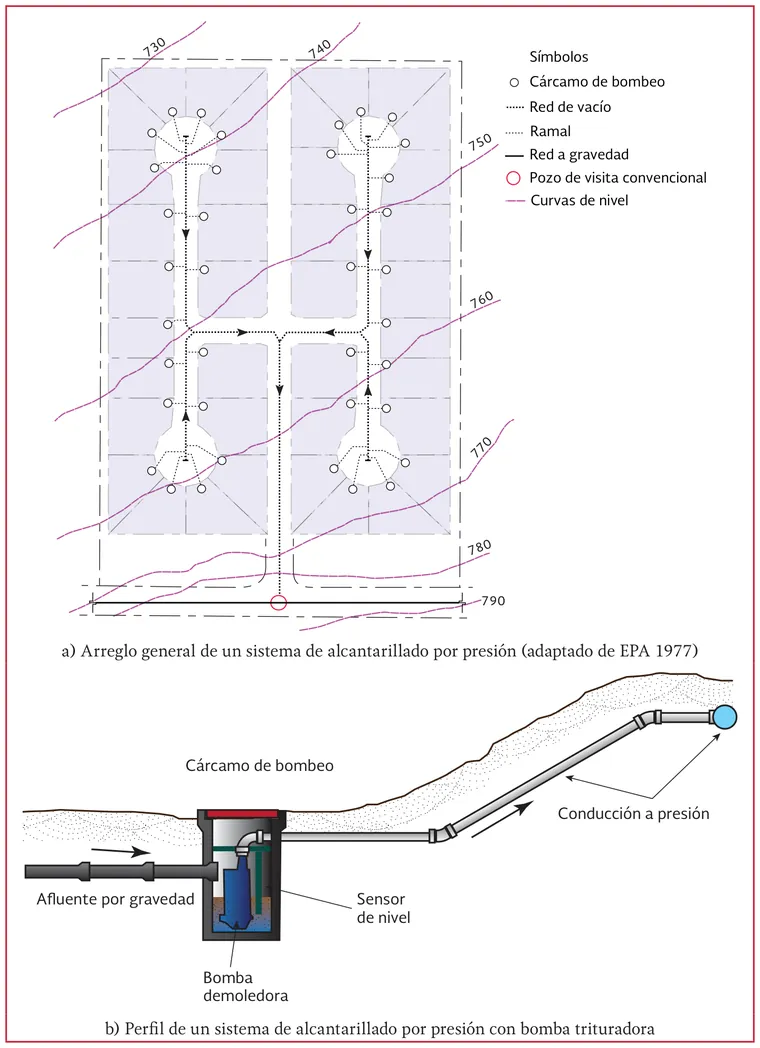 730
740
Símbolos
Cárcamo de bombeo
Red de vacío
Ramal
Red a gravedad
Pozo de visita convencional
Curvas de nivel
750
760
770
780
790
a) Arreglo general de un sistema de alcantarillado por presión (adaptado de EPA 1977)
Cárcamo de bombeo
Conducción a presión
Afluente por gravedad
Sensor
de nivel
Bomba
demoledora
b) Perfil de un sistema de alcantarillado por presión con bomba trituradora